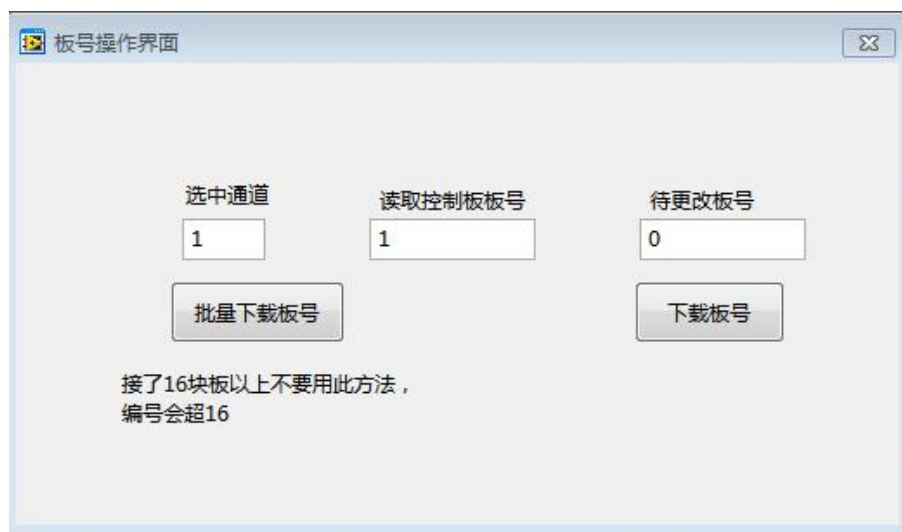 板号操作界面
选中通道
读取控制板板号
待更改板号
1
1
0
批量下载板号
下载板号
接了16块板以上不要用此方法，
编号会超16